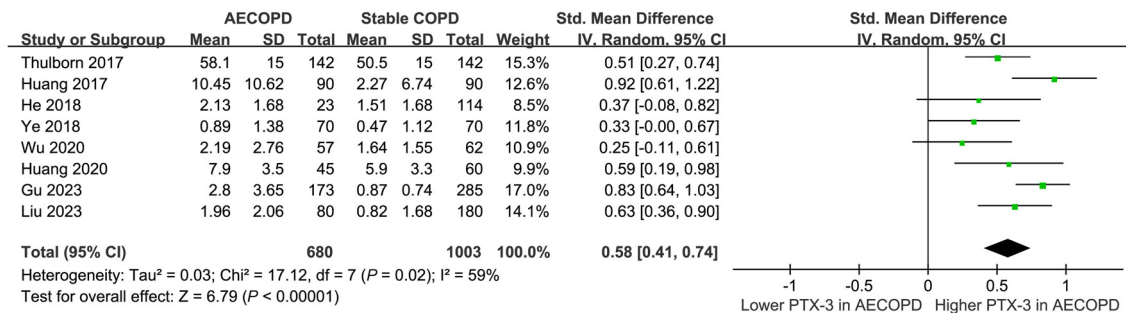 AECOPD Stable COPD Std. Mean Difference Std. Mean Difference
Study or Subgroup Mean SD Total Mean SD Total Weight IV, Random, 95% CI IV, Random, 95% CI
Thulborn 2017 58.1 15 142 50.5 15 142 15.3% 0.51 [0.27, 0.74]
Huang 2017 10.45 10.62 90 2.27 6.74 90 12.6% 0.92 [0.61, 1.22]
He 2018 2.13 1.68 23 1.51 1.68 114 8.5% 0.37 [-0.08, 0.82]
Ye 2018 0.89 1.38 70 0.47 1.12 70 11.8% 0.33 [-0.00, 0.67]
Wu 2020 2.19 2.76 57 1.64 1.55 62 10.9% 0.25 [-0.11, 0.61]
Huang 2020 7.9 3.5 45 5.9 3.3 60 9.9% 0.59 [0.19, 0.98]
Gu 2023 2.8 3.65 173 0.87 0.74 285 17.0% 0.83 [0.64, 1.03]
Liu 2023 1.96 2.06 80 0.82 1.68 180 14.1% 0.63 [0.36, 0.90]
Total (95% CI) 680 1003 100.0% 0.58 [0.41, 0.74]
Heterogeneity: Tau² = 0.03; Chi² = 17.12, df = 7 (P = 0.02); I² = 59%
Test for overall effect: Z = 6.79 (P < 0.00001)
-1 -0.5 0 0.5 1
Lower PTX-3 in AECOPD Higher PTX-3 in AECOPD